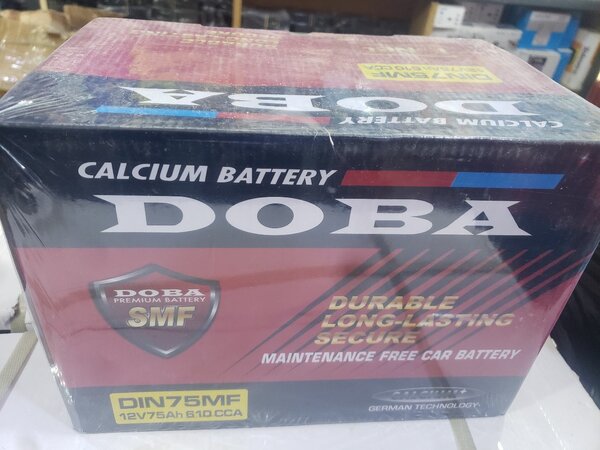 DIN75MF
12V75Ah 610 CCA
DOBA
CALCIUM BATTERY
CALCIUM BATTERY
DOBA
DOBA
PREMIUM BATTERY
SMF
DURABLE
LONG-LASTING
SECURE
MAINTENANCE FREE CAR BATTERY
DIN75MF
12V75Ah 610 CCA
CALCIUM+
GERMAN TECHNOLOGY